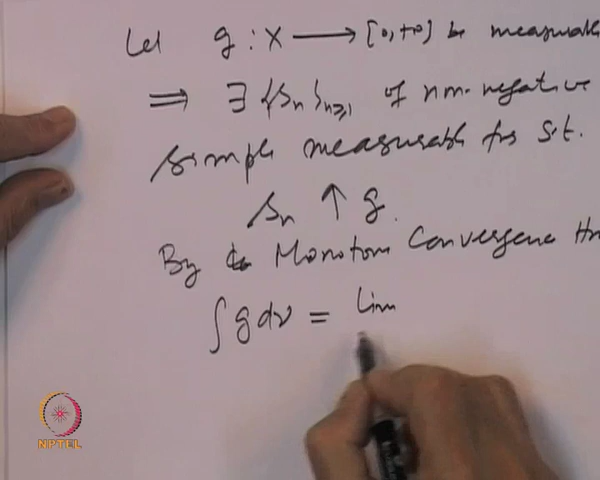 Let g : X ⟶ [0, +∞] be measurable
⟹ ∃ {sₙ}ₙ≥₁ of non-negative
simple measurable fns s.t.
sₙ ↑ g.
By Monotone Convergence Th
∫ g dν = lim
NPTEL